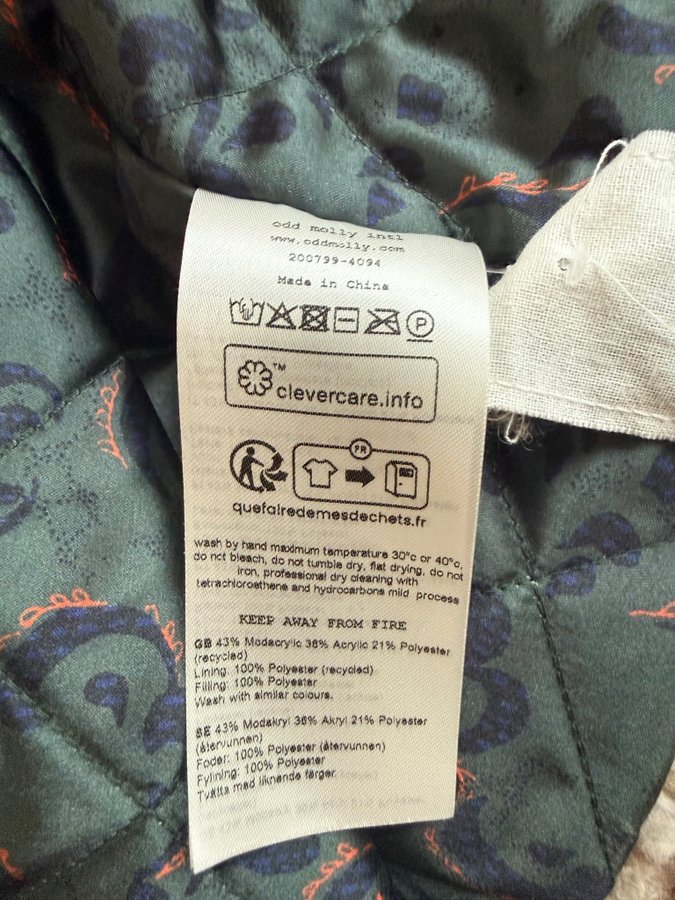 odd molly intl
www.oddmolly.com
200799-4094
Made in China
P
™
clevercare.info
FR
quefairedemesdechets.fr
wash by hand maximum temperature 30°c or 40°c,
do not bleach, do not tumble dry, flat drying, do not
iron, professional dry cleaning with
tetrachloroethene and hydrocarbons mild process
KEEP AWAY FROM FIRE
GB 43% Modacrylic 36% Acrylic 21% Polyester
(recycled)
Lining: 100% Polyester (recycled)
Filling: 100% Polyester
Wash with similar colours.
SE 43% Modakryl 36% Akryl 21% Polyester
(återvunnen)
Foder: 100% Polyester (återvunnen)
Fyllning: 100% Polyester
Tvätta med liknande färger.